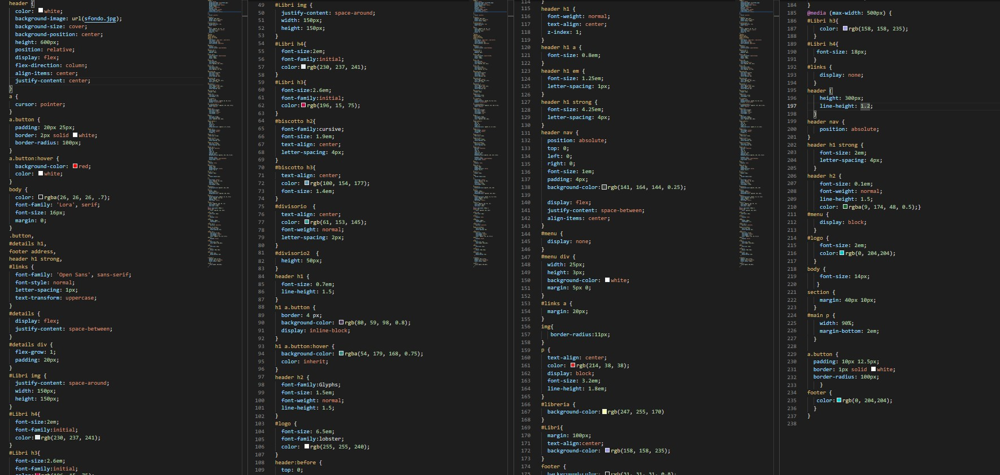 header {
color: white;
background-image: url(sfondo.jpg);
background-size: cover;
background-position: center;
height: 600px;
position: relative;
display: flex;
flex-direction: column;
align-items: center;
justify-content: center;
}
a {
cursor: pointer;
}
a.button {
padding: 20px 25px;
border: 2px solid white;
border-radius: 100px;
}
a.button:hover {
background-color: red;
color: white;
}
body {
color: rgba(26, 26, 26, .7);
font-family: 'Lora', serif;
font-size: 16px;
margin: 0;
}
.button,
#details h1,
footer address,
header h1 strong,
#links {
font-family: 'Open Sans', sans-serif;
font-style: normal;
letter-spacing: 1px;
text-transform: uppercase;
}
#details {
display: flex;
justify-content: space-between;
}
#details div {
flex-grow: 1;
padding: 20px;
}
#Libri img {
justify-content: space-around;
width: 150px;
height: 150px;
}
#Libri h4{
font-size:2em;
font-family:initial;
color: rgb(230, 237, 241);
}
#Libri h3{
font-size:2.6em;
font-family:initial;
color: rgb(196, 15, 75);
49 #Libri img {
50 justify-content: space-around;
51 width: 150px;
52 height: 150px;
53 }
54 #Libri h4{
55 font-size:2em;
56 font-family:initial;
57 color: rgb(230, 237, 241);
58 }
59 #Libri h3{
60 font-size:2.6em;
61 font-family:initial;
62 color: rgb(196, 15, 75);
63 }
64 #biscotto h2{
65 font-family:cursive;
66 font-size: 1.9em;
67 text-align: center;
68 letter-spacing: 4px;
69 }
70 #biscotto h3{
71 text-align: center;
72 color: rgb(100, 154, 177);
73 font-size: 1.4em;
74 }
75 #divisorio {
76 text-align: center;
77 color: rgb(61, 153, 145);
78 font-weight: normal;
79 letter-spacing: 2px;
80 }
81 #divisorio2 {
82 height: 50px;
83 }
84 header h1 {
85 font-size: 0.7em;
86 line-height: 1.5;
87 }
88 h1 a.button {
89 border: 4 px;
90 background-color: rgb(80, 59, 98, 0.8);
91 display: inline-block;
92 }
93 h1 a.button:hover {
94 background-color: rgba(54, 179, 168, 0.75);
95 color: inherit;
96 }
97 header h2 {
98 font-family:Glyphs;
99 font-size: 1.5em;
100 font-weight: normal;
101 line-height: 1.5;
102 }
103 #logo {
104 font-size: 6.5em;
105 font-family:lobster;
106 color: rgb(255, 255, 240);
107 }
108 header:before {
109 top: 0;
114 }
115 header h1 {
116 font-weight: normal;
117 text-align: center;
118 z-index: 1;
119 }
120 header h1 a {
121 font-size: 0.8em;
122 }
123 header h1 em {
124 font-size: 1.25em;
125 letter-spacing: 1px;
126 }
127 header h1 strong {
128 font-size: 4.25em;
129 letter-spacing: 4px;
130 }
131 header nav {
132 position: absolute;
133 top: 0;
134 left: 0;
135 right: 0;
136 font-size: 1em;
137 padding: 4px;
138 background-color: rgb(141, 164, 144, 0.25);
139
140 display: flex;
141 justify-content: space-between;
142 align-items: center;
143 }
144 #menu {
145 display: none;
146 }
147 #menu div {
148 width: 25px;
149 height: 3px;
150 background-color: white;
151 margin: 5px 0;
152 }
153 #links a {
154 margin: 20px;
155 }
156 img{
157 border-radius:11px;
158 }
159 p {
160 text-align: center;
161 color: rgb(214, 38, 38);
162 display: block;
163 font-size: 3.2em;
164 line-height: 1.8em;
165 }
166 #libreria {
167 background-color: rgb(247, 255, 170)
168 }
169 #Libri{
170 margin: 100px;
171 text-align:center;
172 background-color: rgb(158, 158, 235);
173 }
174 footer {
175 background-color: rgb(31, 31, 31, 0.8);
184 }
185 @media (max-width: 500px) {
186 #Libri h3{
187 color: rgb(158, 158, 235);
188 }
189 #Libri h4{
190 font-size: 18px;
191 }
192 #links {
193 display: none;
194 }
195 header {
196 height: 300px;
197 line-height: 1.2;
198 }
199 header nav {
200 position: absolute;
201 }
202 header h1 strong {
203 font-size: 2em;
204 letter-spacing: 4px;
205 }
206 header h2 {
207 font-size: 0.1em;
208 font-weight: normal;
209 line-height: 1.5;
210 color: rgba(9, 174, 48, 0.5);}
211 #menu {
212 display: block;
213 }
214 #logo {
215 font-size: 2em;
216 color: rgb(0, 204,204);
217 }
218 body {
219 font-size: 14px;
220 }
221 section {
222 margin: 40px 10px;
223 }
224 #main p {
225 width: 90%;
226 margin-bottom: 2em;
227 }
228
229 a.button {
230 padding: 10px 12.5px;
231 border: 1px solid white;
232 border-radius: 100px;
233 }
234 footer {
235 color: rgb(0, 204,204);
236 }
237 }
238